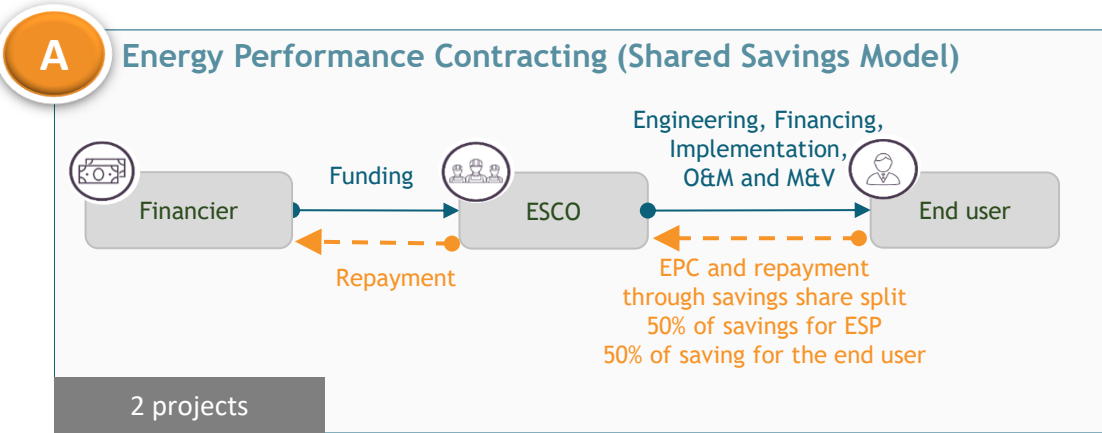 A
Energy Performance Contracting (Shared Savings Model)
Engineering, Financing,
Implementation,
O&M and M&V
Funding
Financier
ESCO
End user
Repayment
EPC and repayment
through savings share split
50% of savings for ESP
50% of saving for the end user
2 projects